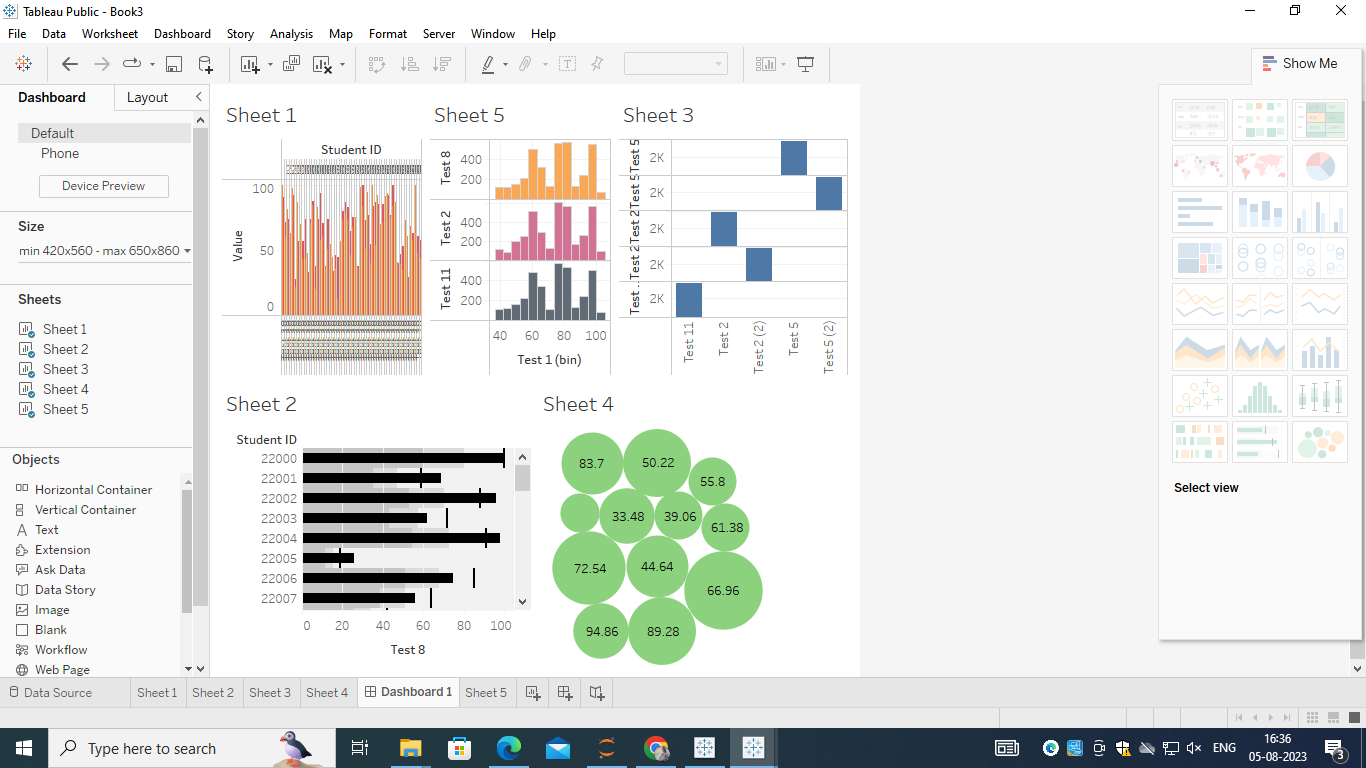 Tableau Public - Book3
File Data Worksheet Dashboard Story Analysis Map Format Server Window Help
Show Me
Dashboard Layout
Default
Phone
Device Preview
Size
min 420x560 - max 650x860
Sheets
Sheet 1
Sheet 2
Sheet 3
Sheet 4
Sheet 5
Objects
Horizontal Container
Vertical Container
Text
Extension
Ask Data
Data Story
Image
Blank
Workflow
Web Page
Sheet 1
Student ID
Value
100
50
0
Sheet 5
Test 8
400
200
Test 2
400
200
Test 11
400
200
40 60 80 100
Test 1 (bin)
Sheet 3
Test 5
2K
Test 5
2K
Test 2
2K
Test 2
2K
Test ..
2K
Test 11
Test 2
Test 2 (2)
Test 5
Test 5 (2)
Sheet 2
Student ID
22000
22001
22002
22003
22004
22005
22006
22007
0 20 40 60 80 100
Test 8
Sheet 4
83.7
50.22
55.8
33.48
39.06
61.38
72.54
44.64
66.96
94.86
89.28
Select view
Data Source Sheet 1 Sheet 2 Sheet 3 Sheet 4 Dashboard 1 Sheet 5
Type here to search
ENG
16:36
05-08-2023
3